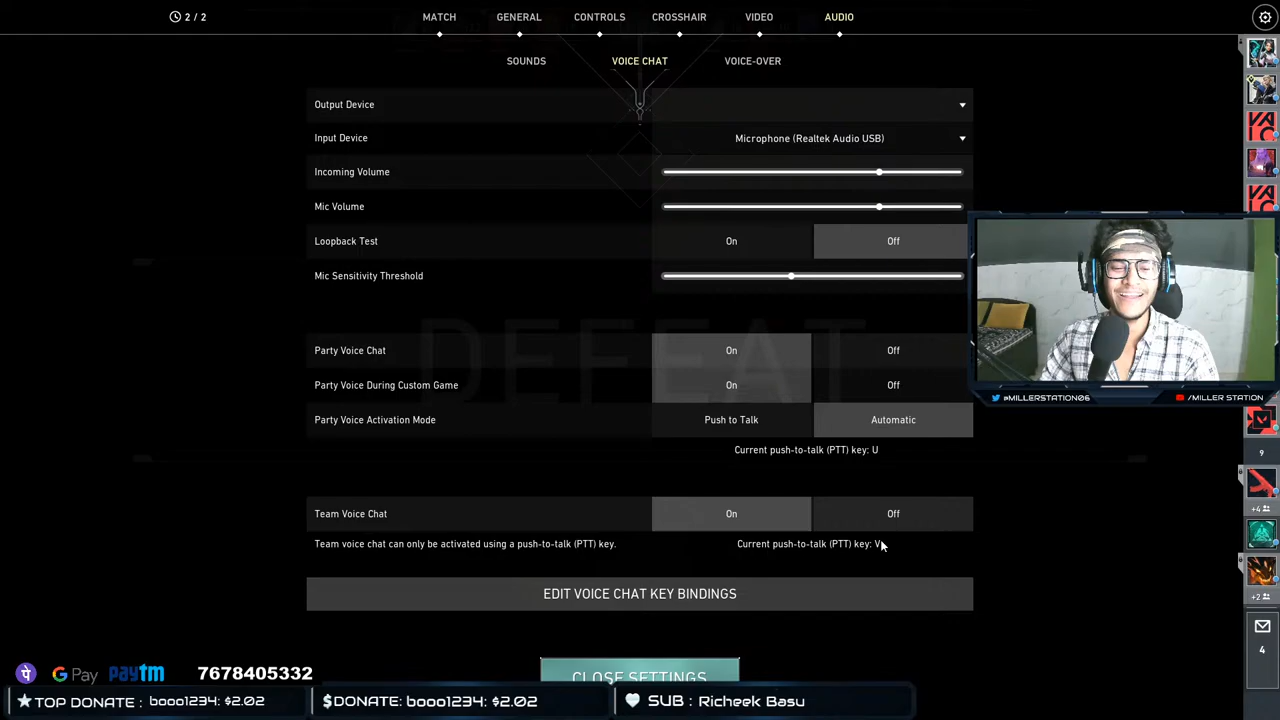 2 / 2
MATCH
GENERAL
CONTROLS
CROSSHAIR
VIDEO
AUDIO
SOUNDS
VOICE CHAT
VOICE-OVER
Output Device
Input Device
Microphone (Realtek Audio USB)
Incoming Volume
Mic Volume
Loopback Test
On
Off
Mic Sensitivity Threshold
DEFEAT
Party Voice Chat
On
Off
Party Voice During Custom Game
On
Off
Party Voice Activation Mode
Push to Talk
Automatic
Current push-to-talk (PTT) key: U
@MILLERSTATION06
/MILLER STATION
9
Team Voice Chat
On
Off
+4
Team voice chat can only be activated using a push-to-talk (PTT) key.
Current push-to-talk (PTT) key: V
EDIT VOICE CHAT KEY BINDINGS
+2
4
CLOSE SETTINGS
G Pay
paytm
7678405332
TOP DONATE : booo1234: $2.02
$DONATE: booo1234: $2.02
SUB : Richeek Basu